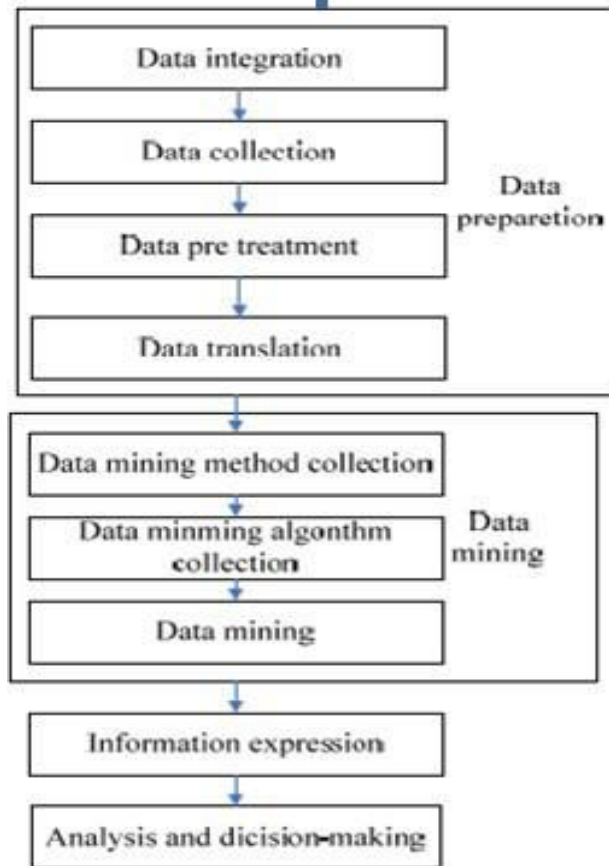 Data integration
Data collection
Data
preparetion
Data pre treatment
Data translation
Data mining method collection
Data minming algonthm
collection
Data
mining
Data mining
Information expression
Analysis and dicision-making